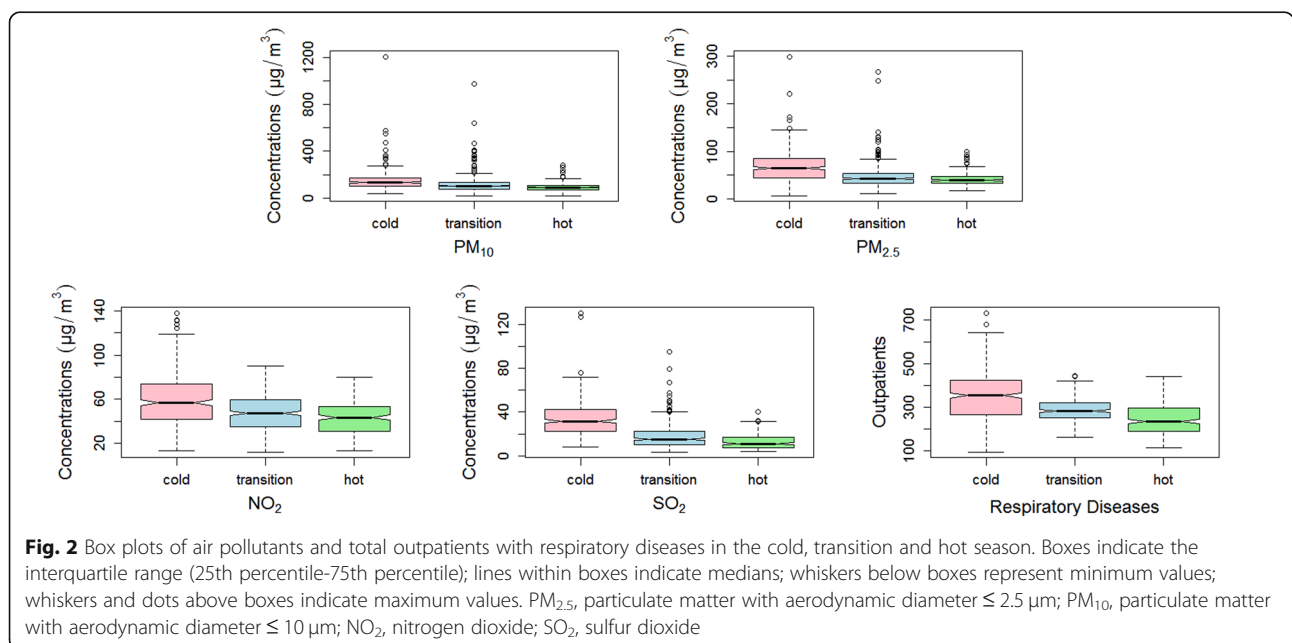 Concentrations (µg/m³)
1200
800
400
0
cold transition hot
PM₁₀
Concentrations (µg/m³)
300
200
100
50
0
cold transition hot
PM₂.₅
Concentrations (µg/m³)
140
100
60
20
cold transition hot
NO₂
Concentrations (µg/m³)
120
80
40
0
cold transition hot
SO₂
Outpatients
700
500
300
100
cold transition hot
Respiratory Diseases
Fig. 2 Box plots of air pollutants and total outpatients with respiratory diseases in the cold, transition and hot season. Boxes indicate the
interquartile range (25th percentile-75th percentile); lines within boxes indicate medians; whiskers below boxes represent minimum values;
whiskers and dots above boxes indicate maximum values. PM₂.₅, particulate matter with aerodynamic diameter ≤ 2.5 µm; PM₁₀, particulate matter
with aerodynamic diameter ≤ 10 µm; NO₂, nitrogen dioxide; SO₂, sulfur dioxide